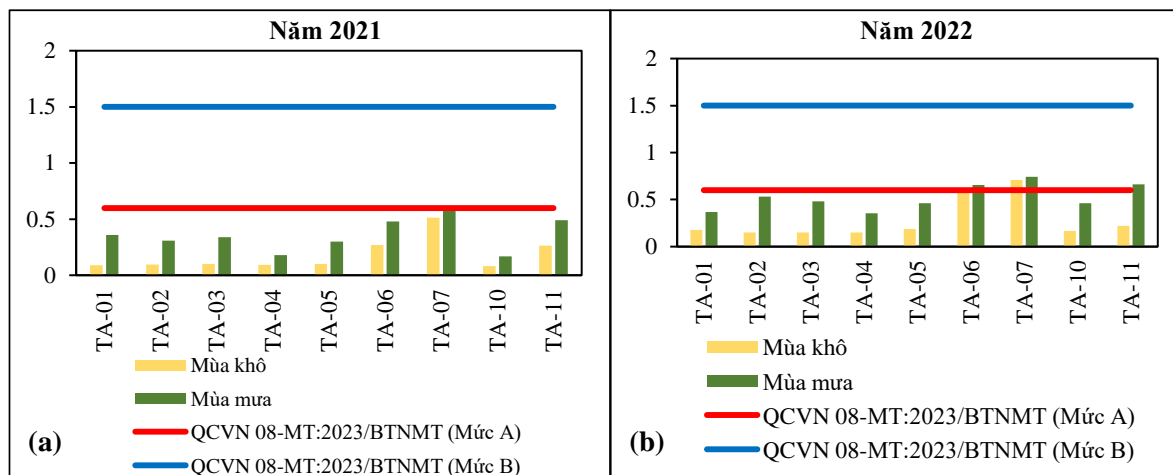 Năm 2021
2
1.5
1
0.5
0
TA-01
TA-02
TA-03
TA-04
TA-05
TA-06
TA-07
TA-10
TA-11
Mùa khô
Mùa mưa
QCVN 08-MT:2023/BTNMT (Mức A)
QCVN 08-MT:2023/BTNMT (Mức B)
(a)
Năm 2022
2
1.5
1
0.5
0
TA-01
TA-02
TA-03
TA-04
TA-05
TA-06
TA-07
TA-10
TA-11
Mùa khô
Mùa mưa
QCVN 08-MT:2023/BTNMT (Mức A)
QCVN 08-MT:2023/BTNMT (Mức B)
(b)